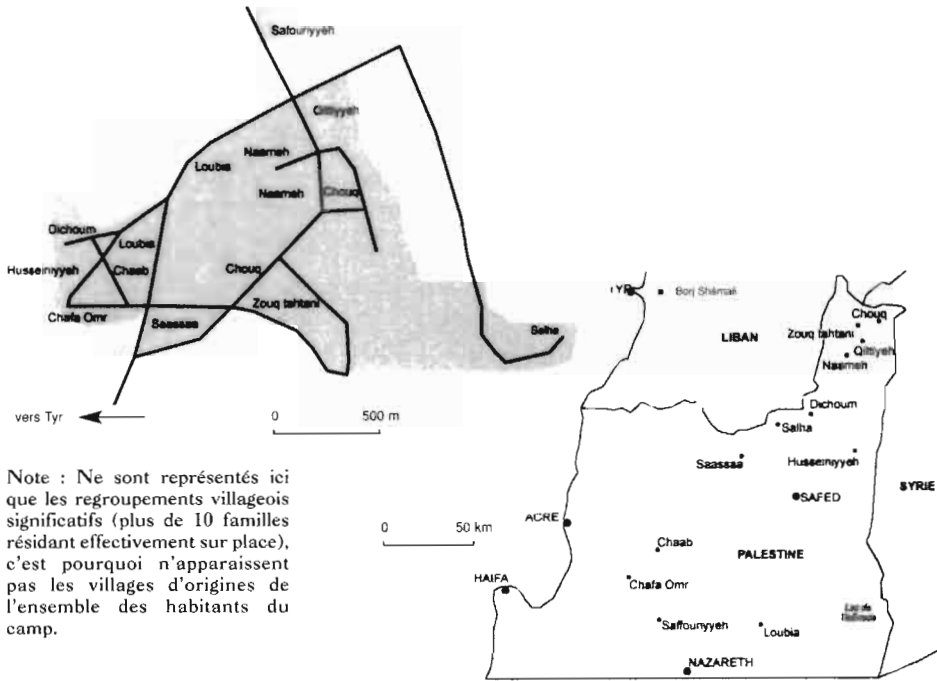 Safouriyyeh
Qittiyyeh
Naameh
Loubia
Naameh
Chouq
Dichoum
Loubia
Husseiniyyeh
Chaab
Chouq
Zouq tahtani
Chafa Omr
Saassaa
Salha
vers Tyr
0 500 m
Note : Ne sont représentés ici
que les regroupements villageois
significatifs (plus de 10 familles
résidant effectivement sur place),
c'est pourquoi n'apparaissent
pas les villages d'origines de
l'ensemble des habitants du
camp.
TYR
Borj Shémali
LIBAN
Chouq
Zouq tahtani
Qittiyeh
Naameh
Dichoum
Salha
Saassaa
Husseiniyyeh
SYRIE
SAFED
0 50 km
ACRE
Chaab
PALESTINE
HAIFA
Chafa Omr
Lac de
Saffounyyeh
Loubia
NAZARETH